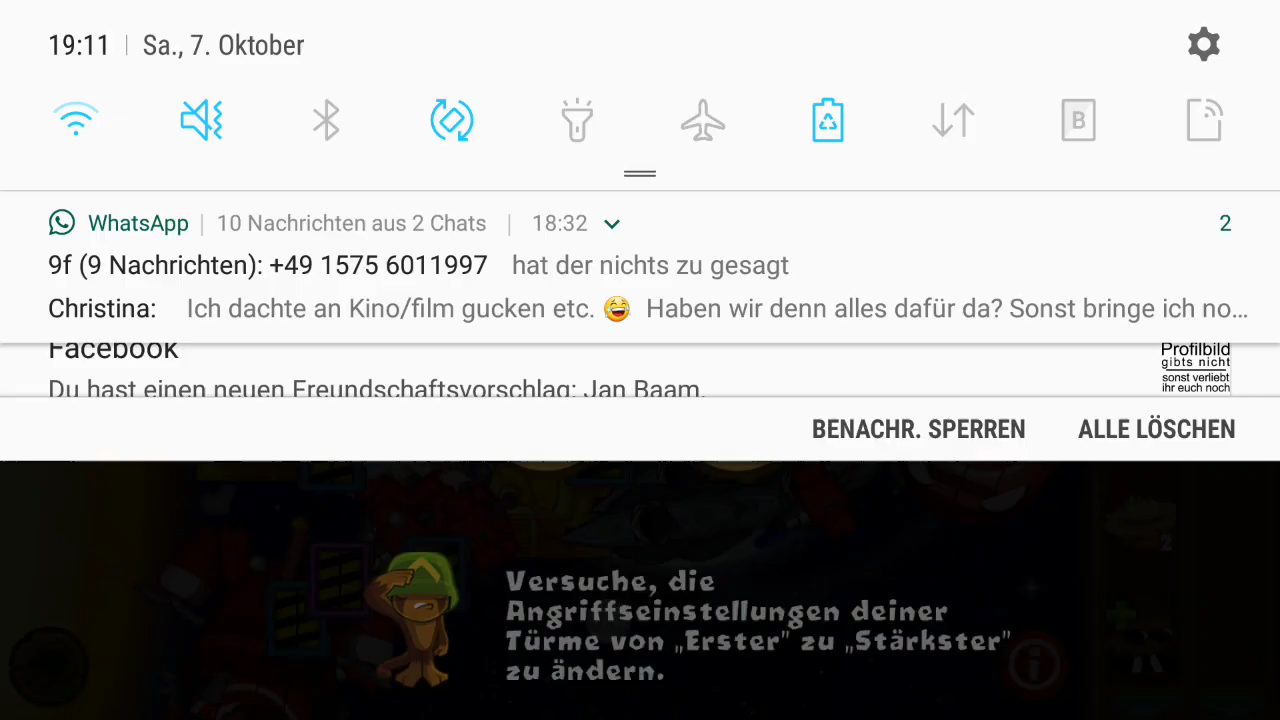 19:11 | Sa., 7. Oktober
B
WhatsApp | 10 Nachrichten aus 2 Chats | 18:32 2
9f (9 Nachrichten): +49 1575 6011997 hat der nichts zu gesagt
Christina: Ich dachte an Kino/film gucken etc. 😂 Haben wir denn alles dafür da? Sonst bringe ich no...
Facebook
Du hast einen neuen Freundschaftsvorschlag: Jan Baam.
Profilbild
gibts nicht
sonst verliebt
ihr euch noch
BENACHR. SPERREN ALLE LÖSCHEN
2
Versuche, die
Angriffseinstellungen deiner
Türme von „Erster" zu „Stärkster"
zu ändern.